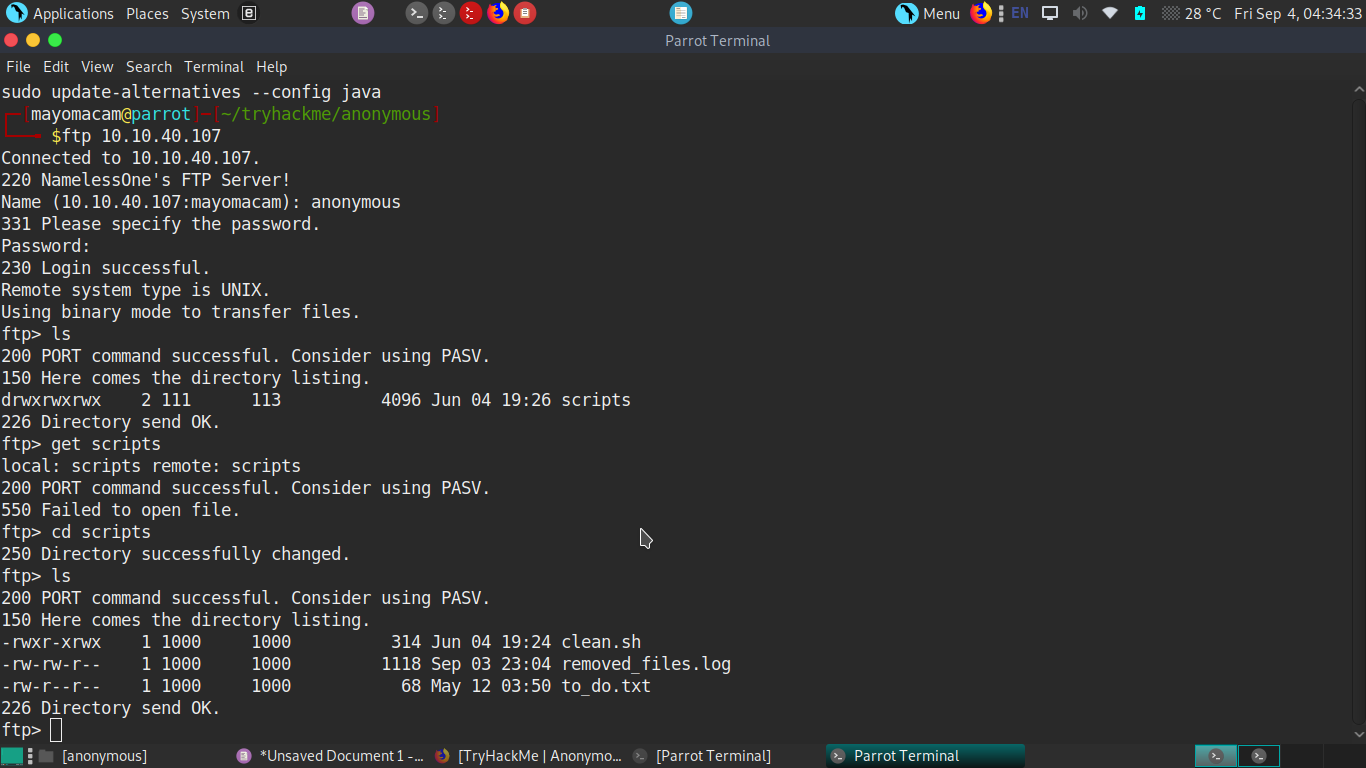 Applications Places System Menu EN 28 °C Fri Sep 4, 04:34:33
Parrot Terminal
File Edit View Search Terminal Help
sudo update-alternatives --config java
┌─[mayomacam@parrot]─[~/tryhackme/anonymous]
└──╼ $ftp 10.10.40.107
Connected to 10.10.40.107.
220 NamelessOne's FTP Server!
Name (10.10.40.107:mayomacam): anonymous
331 Please specify the password.
Password:
230 Login successful.
Remote system type is UNIX.
Using binary mode to transfer files.
ftp> ls
200 PORT command successful. Consider using PASV.
150 Here comes the directory listing.
drwxrwxrwx    2 111      113          4096 Jun 04 19:26 scripts
226 Directory send OK.
ftp> get scripts
local: scripts remote: scripts
200 PORT command successful. Consider using PASV.
550 Failed to open file.
ftp> cd scripts
250 Directory successfully changed.
ftp> ls
200 PORT command successful. Consider using PASV.
150 Here comes the directory listing.
-rwxr-xrwx    1 1000     1000          314 Jun 04 19:24 clean.sh
-rw-rw-r--    1 1000     1000         1118 Sep 03 23:04 removed_files.log
-rw-r--r--    1 1000     1000           68 May 12 03:50 to_do.txt
226 Directory send OK.
ftp>
[anonymous] *Unsaved Document 1 -... [TryHackMe | Anonymo... [Parrot Terminal] Parrot Terminal